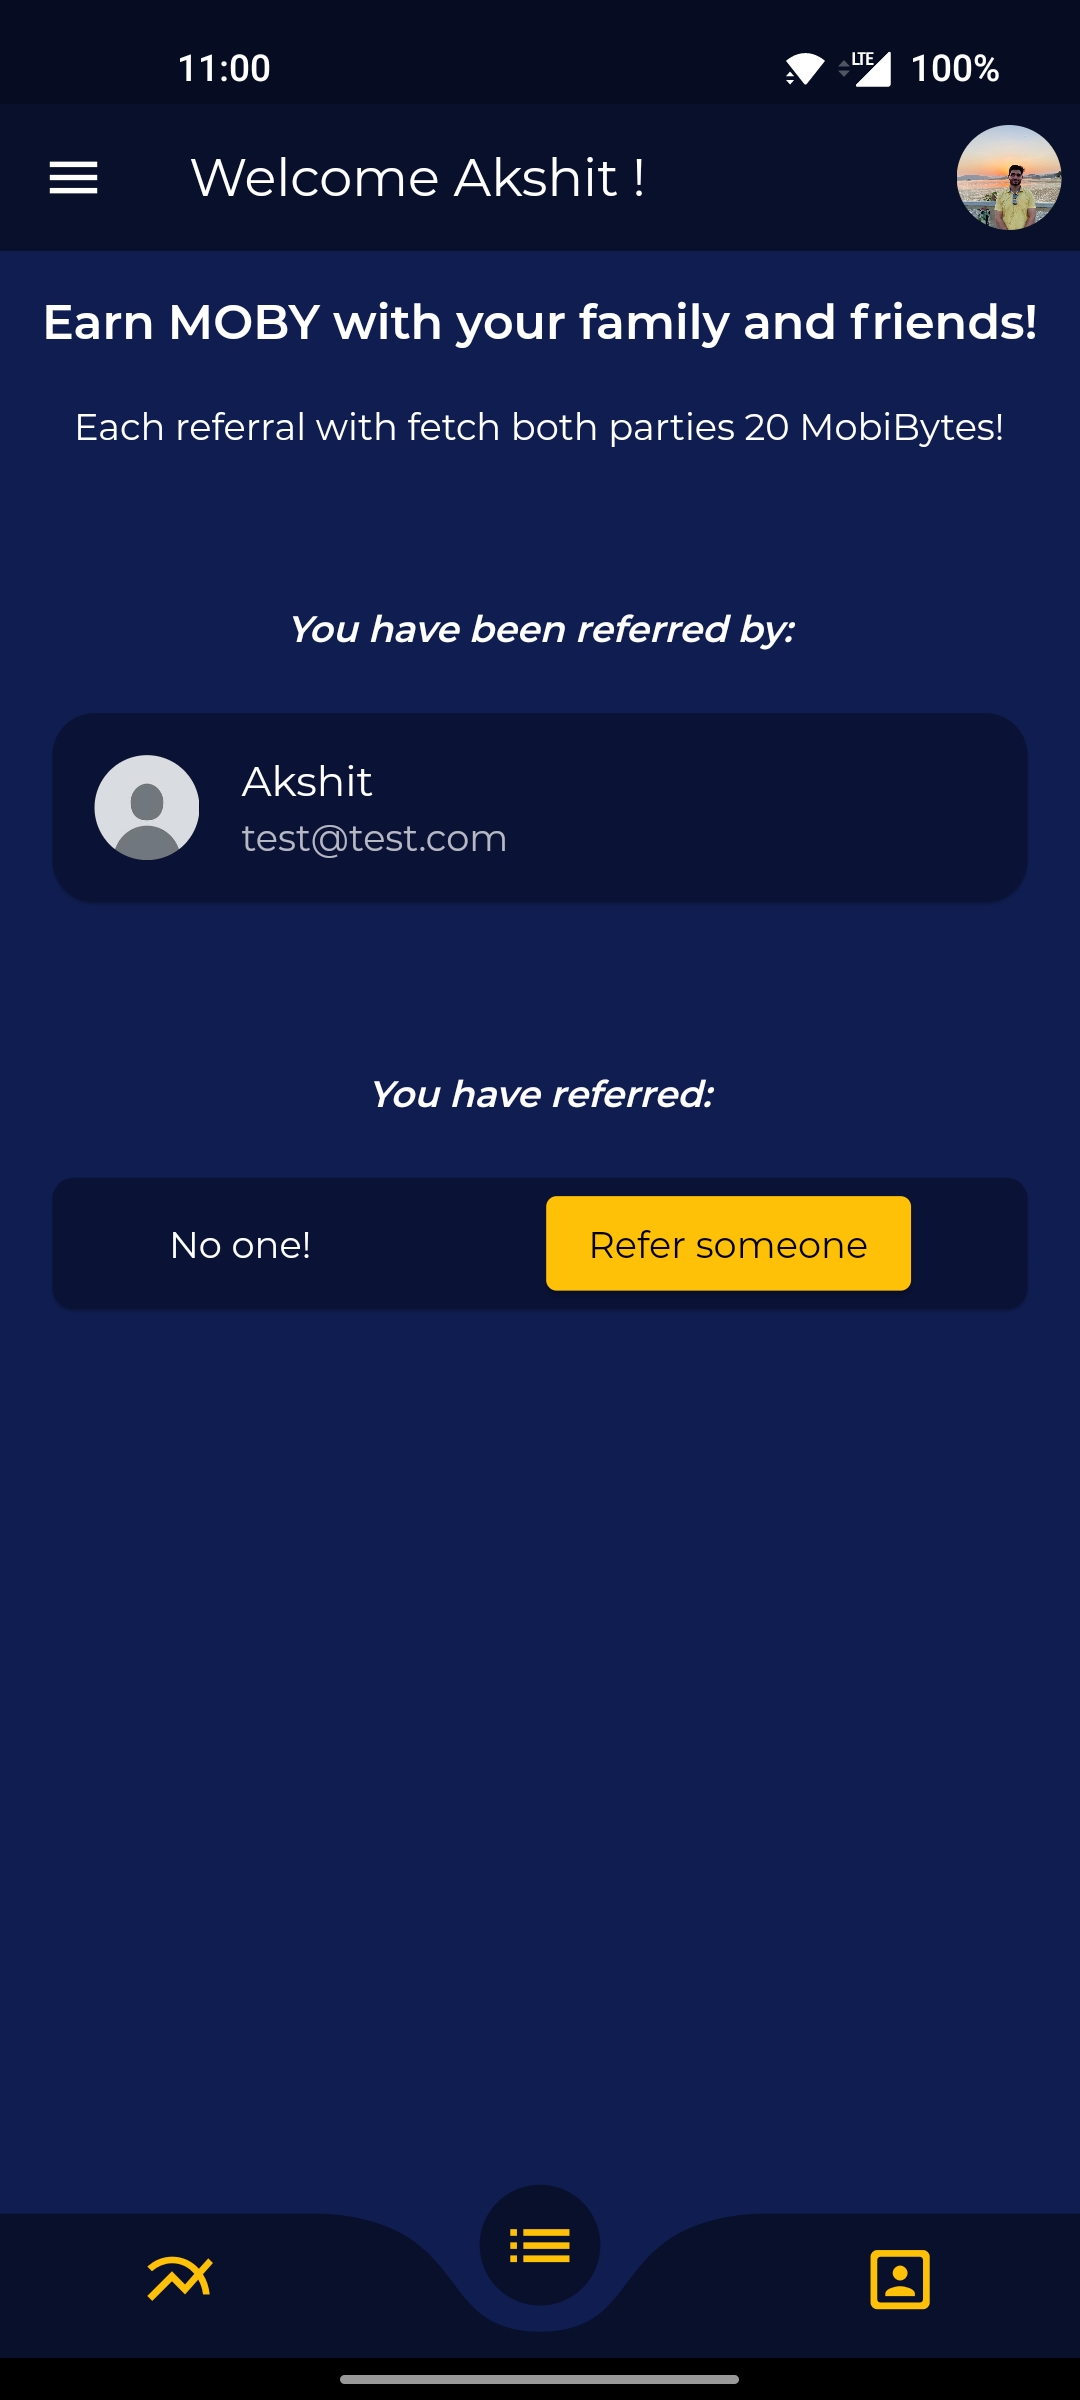 11:00
LTE 100%
Welcome Akshit !
Earn MOBY with your family and friends!
Each referral with fetch both parties 20 MobiBytes!
You have been referred by:
Akshit
test@test.com
You have referred:
No one! Refer someone